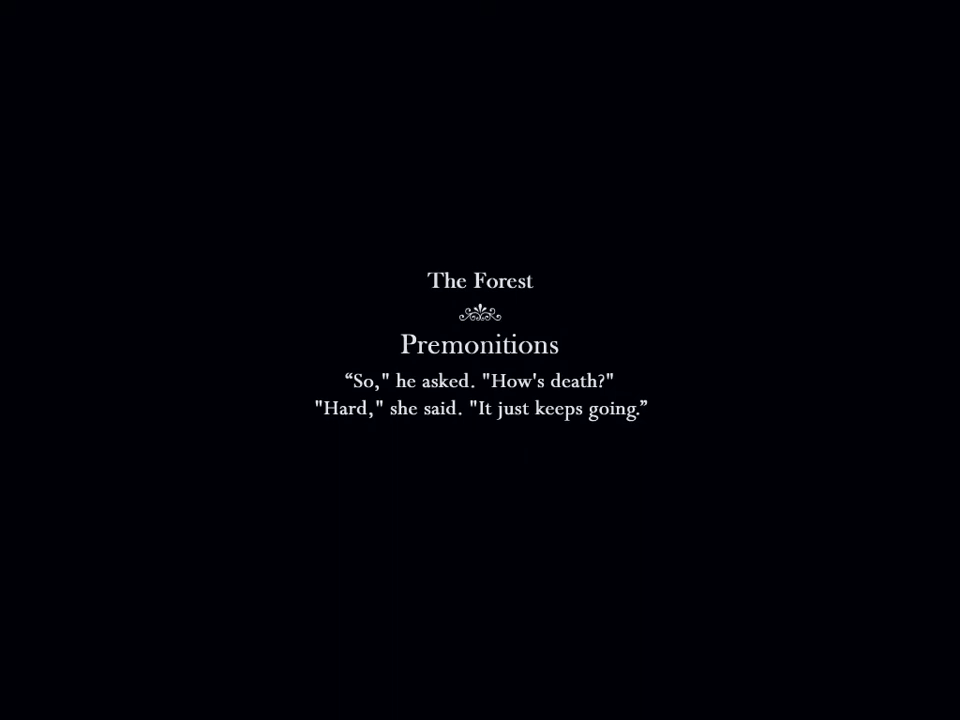 The Forest
Premonitions
“So," he asked. "How's death?"
"Hard," she said. "It just keeps going.”